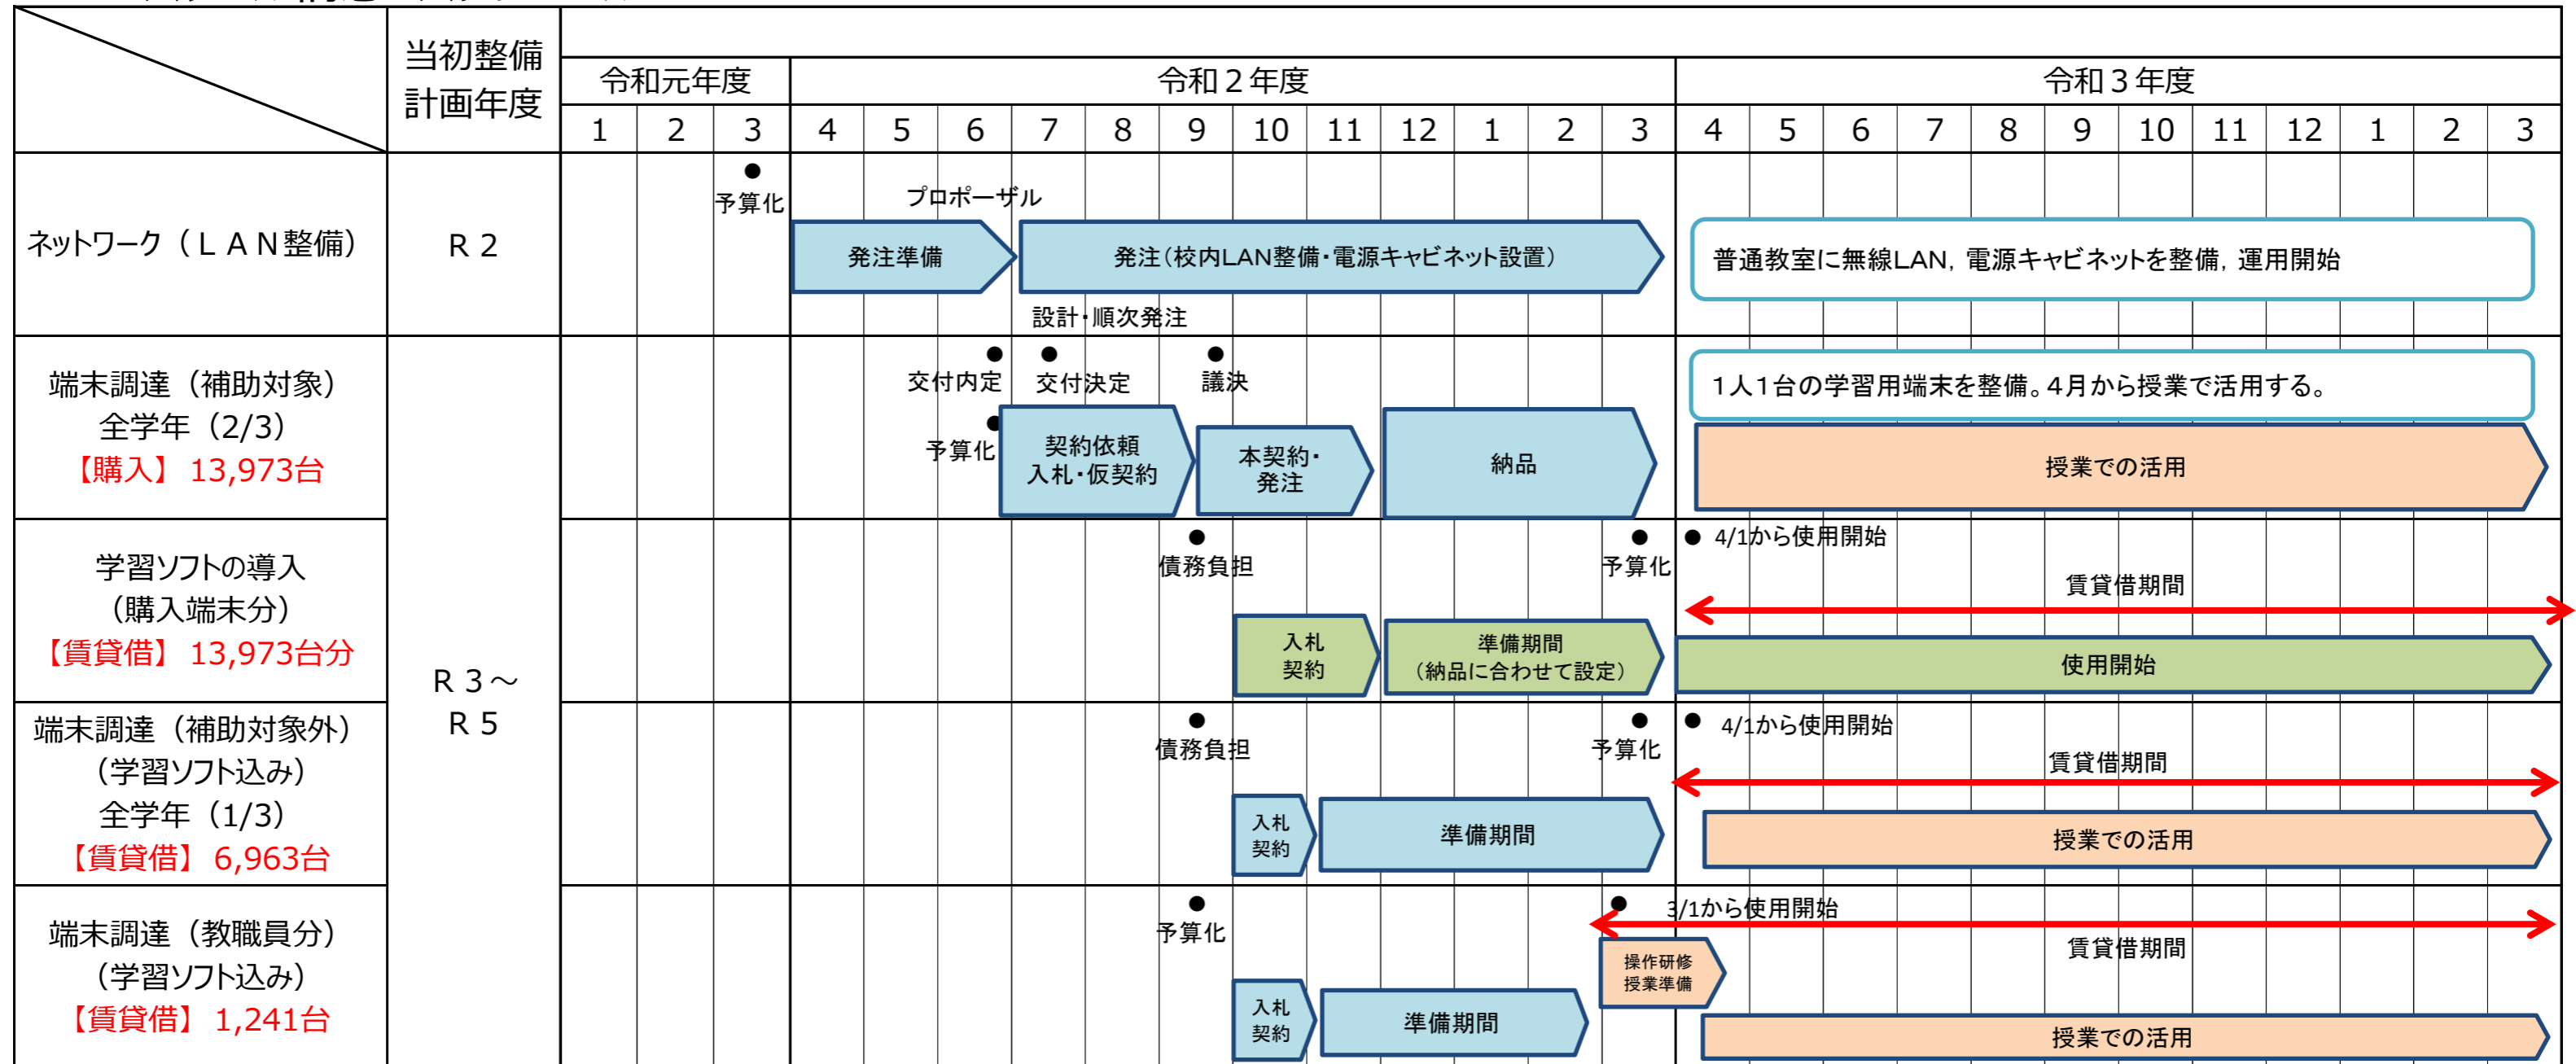 当初整備
計画年度
令和元年度
令和２年度
令和３年度
1 2 3 4 5 6 7 8 9 10 11 12 1 2 3 4 5 6 7 8 9 10 11 12 1 2 3
ネットワーク（ＬＡＮ整備）
Ｒ２
●
予算化
プロポーザル
発注準備
発注（校内LAN整備・電源キャビネット設置）
設計・順次発注
普通教室に無線LAN，電源キャビネットを整備，運用開始
端末調達（補助対象）
全学年（2/3）
【購入】 13,973台
Ｒ３～
Ｒ５
● ● ●
交付内定 交付決定 議決
●
予算化
契約依頼
入札・仮契約
本契約・
発注
納品
１人１台の学習用端末を整備。４月から授業で活用する。
授業での活用
学習ソフトの導入
（購入端末分）
【賃貸借】 13,973台分
●
債務負担
●
予算化
● 4/1から使用開始
賃貸借期間
入札
契約
準備期間
（納品に合わせて設定）
使用開始
端末調達（補助対象外）
（学習ソフト込み）
全学年（1/3）
【賃貸借】 6,963台
●
債務負担
●
予算化
● 4/1から使用開始
賃貸借期間
入札
契約
準備期間
授業での活用
端末調達（教職員分）
（学習ソフト込み）
【賃貸借】 1,241台
●
予算化
● 3/1から使用開始
賃貸借期間
操作研修
授業準備
入札
契約
準備期間
授業での活用